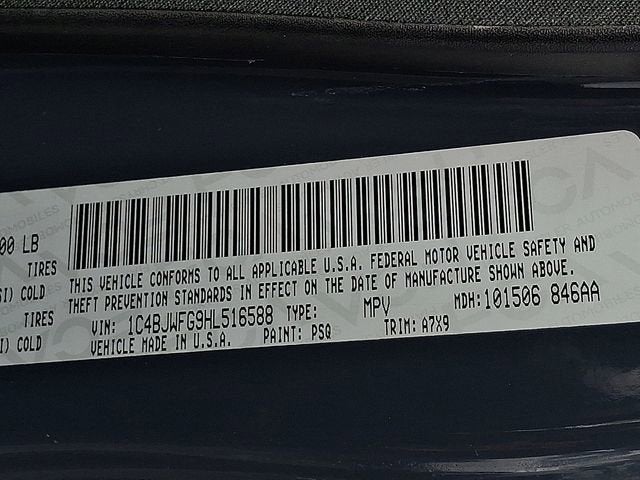 00 LB
TIRES
SI) COLD
TIRES
I) COLD
THIS VEHICLE CONFORMS TO ALL APPLICABLE U.S.A. FEDERAL MOTOR VEHICLE SAFETY AND
THEFT PREVENTION STANDARDS IN EFFECT ON THE DATE OF MANUFACTURE SHOWN ABOVE.
VIN: 1C4BJWFG9HL516588 TYPE: MPV MDH:101506 846AA
VEHICLE MADE IN U.S.A. PAINT: PSQ TRIM: A7X9